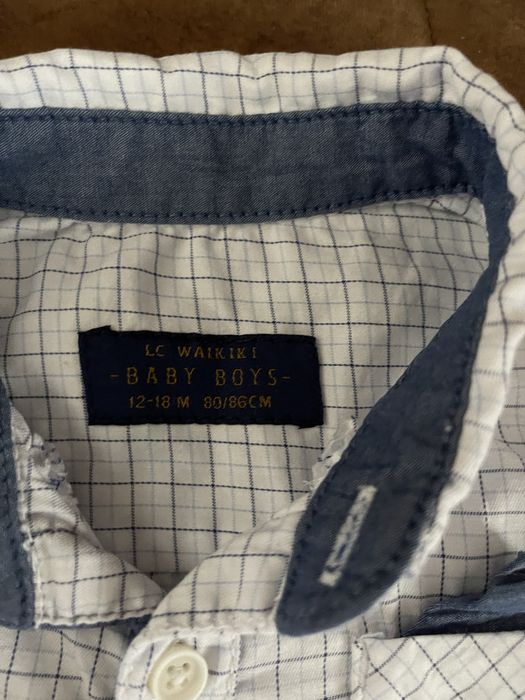 LC WAIKIKI
-BABY BOYS-
12-18 M 80/86CM